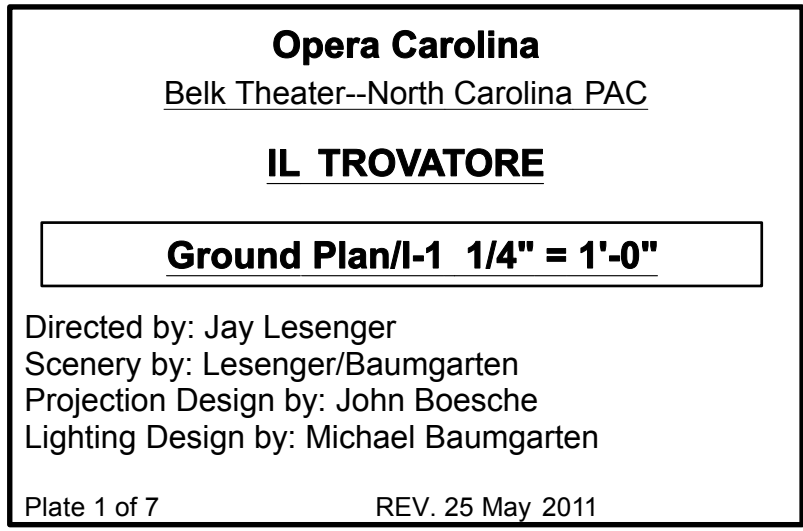 Opera Carolina
Belk Theater--North Carolina PAC
IL TROVATORE
Ground Plan/I-1 1/4" = 1'-0"
Directed by: Jay Lesenger
Scenery by: Lesenger/Baumgarten
Projection Design by: John Boesche
Lighting Design by: Michael Baumgarten
Plate 1 of 7 REV. 25 May 2011